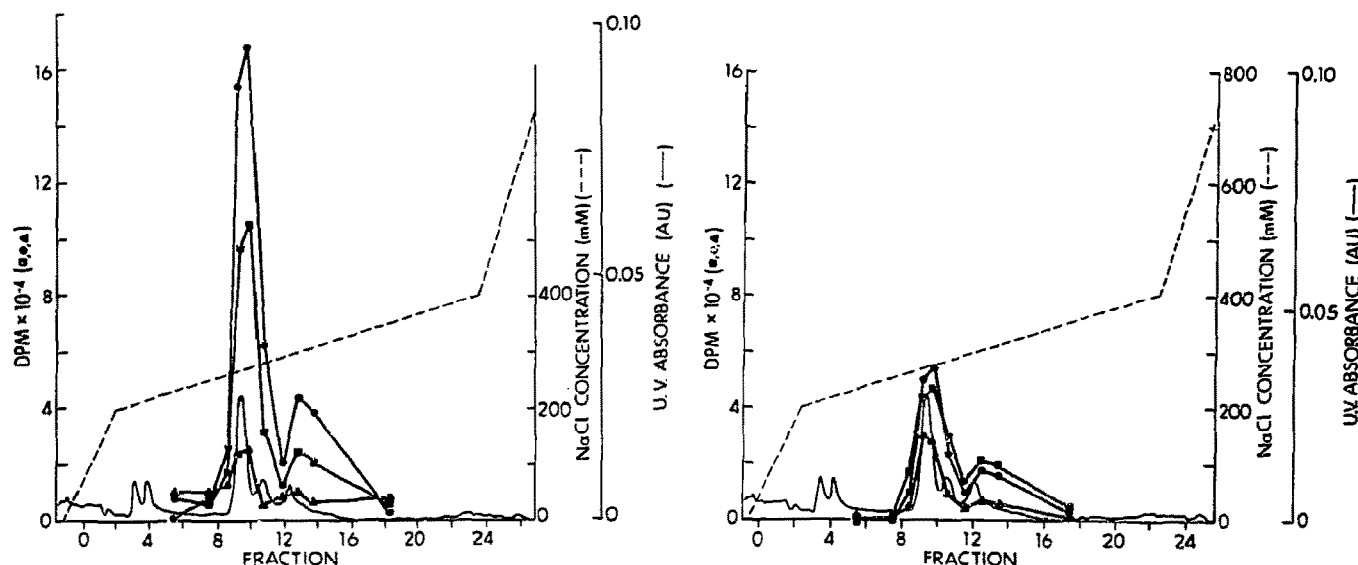 16
12
8
4
0
DPM × 10⁻⁴
0 4 8 12 16 20 24
FRACTION
400
200
0
NaCl CONCENTRATION (mM) (---)
0.10
0.05
0
U.V. ABSORBANCE (AU) (—)
16
12
8
4
0
DPM × 10⁻⁴
0 4 8 12 16 20 24
FRACTION
800
600
400
200
0
NaCl CONCENTRATION (mM) (---)
0.10
0.05
0
U.V. ABSORBANCE (AU) (—)